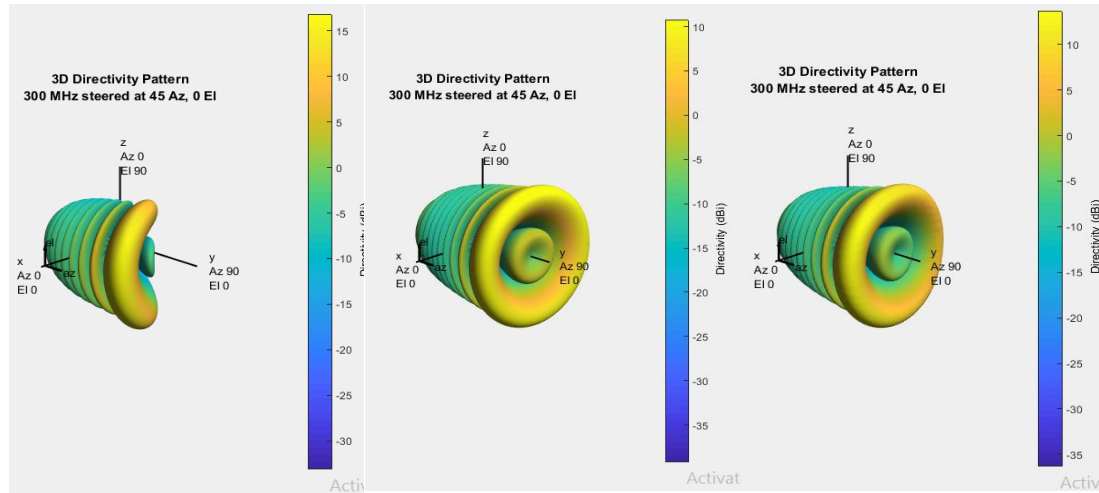 3D Directivity Pattern
300 MHz steered at 45 Az, 0 El
z
Az 0
El 90
el
x
az
Az 0
El 0
y
Az 90
El 0
15
10
5
0
-5
-10
-15
-20
-25
-30
Activ
3D Directivity Pattern
300 MHz steered at 45 Az, 0 El
z
Az 0
El 90
el
x
az
Az 0
El 0
y
Az 90
El 0
10
5
0
-5
-10
-15
-20
-25
-30
-35
Directivity (dBi)
Activat
3D Directivity Pattern
300 MHz steered at 45 Az, 0 El
z
Az 0
El 90
el
x
az
Az 0
El 0
y
Az 90
El 0
10
5
0
-5
-10
-15
-20
-25
-30
-35
Directivity (dBi)
Activ